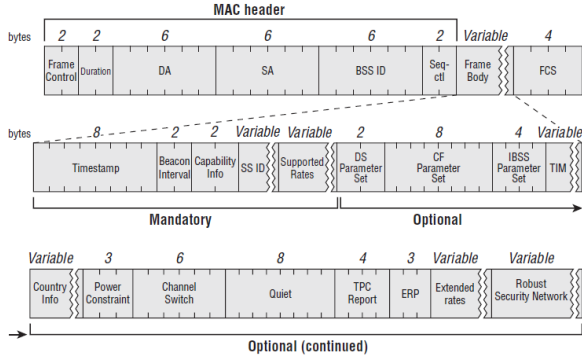 MAC header
bytes 2 2 6 6 6 2 Variable 4
Frame Control Duration DA SA BSS ID Seq-ctl Frame Body FCS
bytes 8 2 2 Variable Variable 2 8 4 Variable
Timestamp Beacon Interval Capability Info SS ID Supported Rates DS Parameter Set CF Parameter Set IBSS Parameter Set TIM
Mandatory Optional
Variable 3 6 8 4 3 Variable Variable
Country Info Power Constraint Channel Switch Quiet TPC Report ERP Extended rates Robust Security Network
Optional (continued)